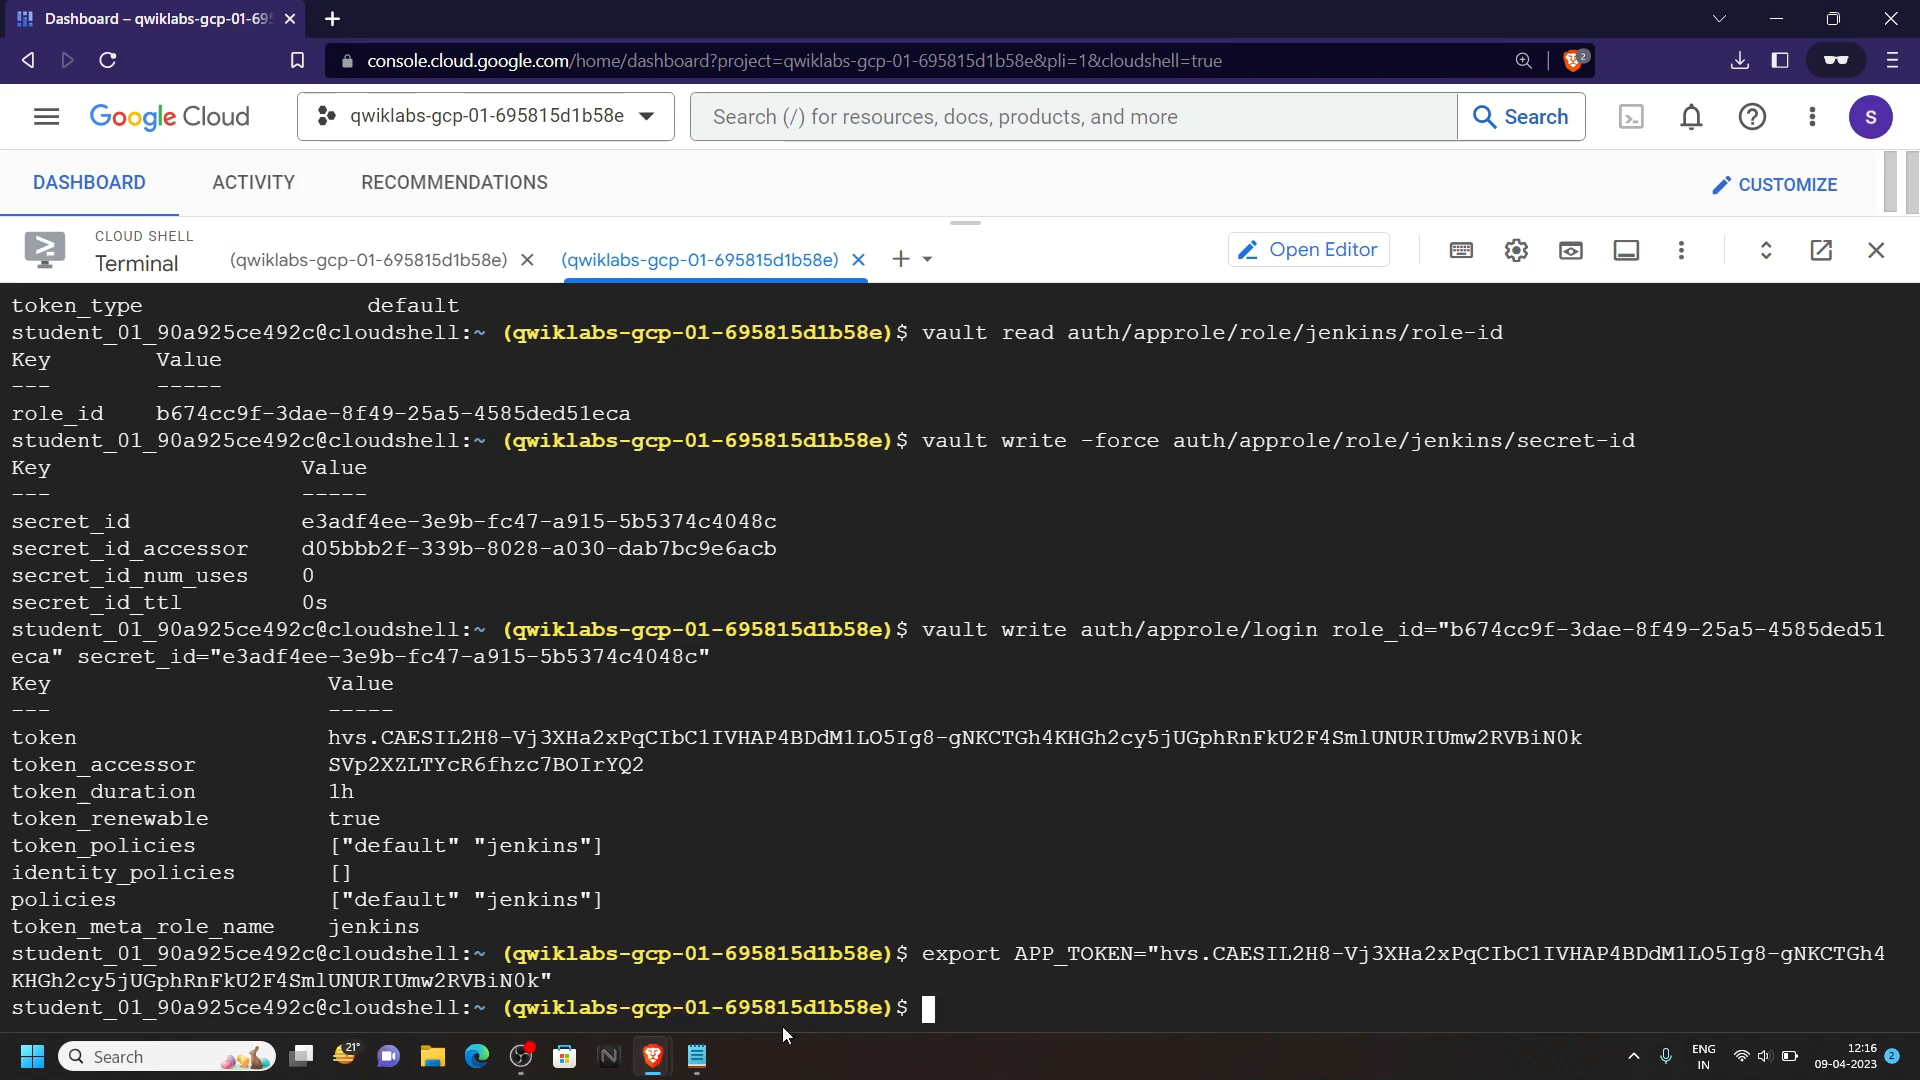 Dashboard – qwiklabs-gcp-01-695
console.cloud.google.com/home/dashboard?project=qwiklabs-gcp-01-695815d1b58e&pli=1&cloudshell=true
2
Google Cloud
qwiklabs-gcp-01-695815d1b58e
Search (/) for resources, docs, products, and more
Search
S
DASHBOARD
ACTIVITY
RECOMMENDATIONS
CUSTOMIZE
CLOUD SHELL
Terminal
(qwiklabs-gcp-01-695815d1b58e)
(qwiklabs-gcp-01-695815d1b58e)
Open Editor
token_type                 default
student_01_90a925ce492c@cloudshell:~ (qwiklabs-gcp-01-695815d1b58e)$ vault read auth/approle/role/jenkins/role-id
Key        Value
---        -----
role_id    b674cc9f-3dae-8f49-25a5-4585ded51eca
student_01_90a925ce492c@cloudshell:~ (qwiklabs-gcp-01-695815d1b58e)$ vault write -force auth/approle/role/jenkins/secret-id
Key                   Value
---                   -----
secret_id             e3adf4ee-3e9b-fc47-a915-5b5374c4048c
secret_id_accessor    d05bbb2f-339b-8028-a030-dab7bc9e6acb
secret_id_num_uses    0
secret_id_ttl         0s
student_01_90a925ce492c@cloudshell:~ (qwiklabs-gcp-01-695815d1b58e)$ vault write auth/approle/login role_id="b674cc9f-3dae-8f49-25a5-4585ded51
eca" secret_id="e3adf4ee-3e9b-fc47-a915-5b5374c4048c"
Key                     Value
---                     -----
token                   hvs.CAESIL2H8-Vj3XHa2xPqCIbC1IVHAP4BDdM1LO5Ig8-gNKCTGh4KHGh2cy5jUGphRnFkU2F4SmlUNURIUmw2RVBiN0k
token_accessor          SVp2XZLTYcR6fhzc7BOIrYQ2
token_duration          1h
token_renewable         true
token_policies          ["default" "jenkins"]
identity_policies       []
policies                ["default" "jenkins"]
token_meta_role_name    jenkins
student_01_90a925ce492c@cloudshell:~ (qwiklabs-gcp-01-695815d1b58e)$ export APP_TOKEN="hvs.CAESIL2H8-Vj3XHa2xPqCIbC1IVHAP4BDdM1LO5Ig8-gNKCTGh4
KHGh2cy5jUGphRnFkU2F4SmlUNURIUmw2RVBiN0k"
student_01_90a925ce492c@cloudshell:~ (qwiklabs-gcp-01-695815d1b58e)$
Search
21°
N
ENG
IN
12:16
09-04-2023
2